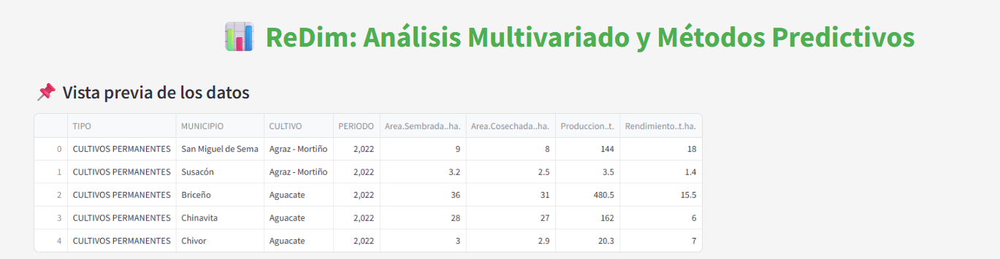 ReDim: Análisis Multivariado y Métodos Predictivos
Vista previa de los datos
TIPO MUNICIPIO CULTIVO PERIODO Area.Sembrada..ha. Area.Cosechada..ha. Produccion..t. Rendimiento..t.ha.
0 CULTIVOS PERMANENTES San Miguel de Sema Agraz - Mortiño 2,022 9 8 144 18
1 CULTIVOS PERMANENTES Susacón Agraz - Mortiño 2,022 3.2 2.5 3.5 1.4
2 CULTIVOS PERMANENTES Briceño Aguacate 2,022 36 31 480.5 15.5
3 CULTIVOS PERMANENTES Chinavita Aguacate 2,022 28 27 162 6
4 CULTIVOS PERMANENTES Chivor Aguacate 2,022 3 2.9 20.3 7